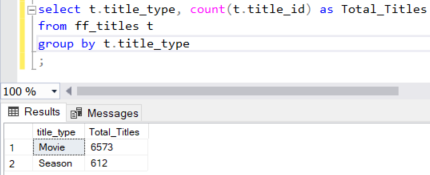 select t.title_type, count(t.title_id) as Total_Titles
from ff_titles t
group by t.title_type
;
100 %
Results Messages
title_type Total_Titles
1 Movie 6573
2 Season 612